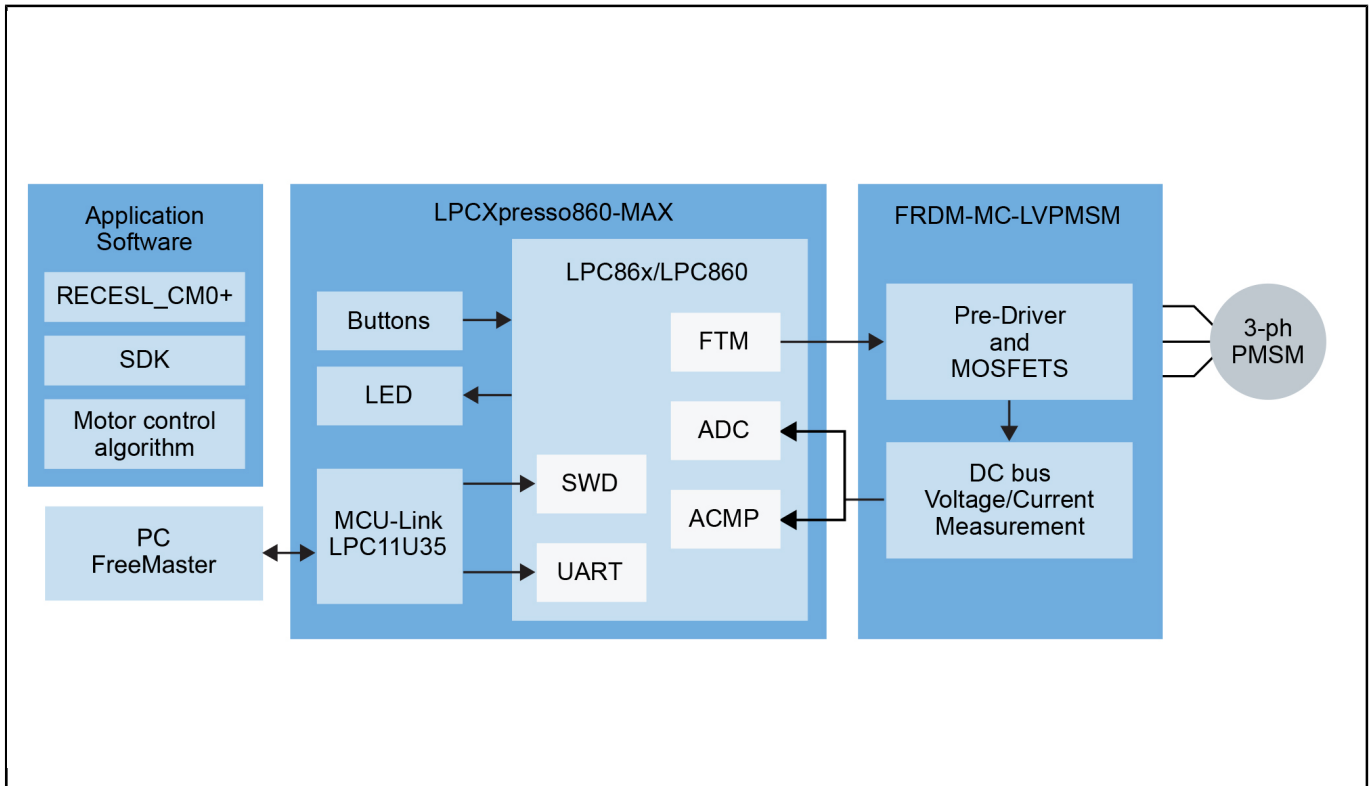 Application
Software
RECESL_CM0+
SDK
Motor control
algorithm
PC
FreeMaster
LPCXpresso860-MAX
Buttons
LED
MCU-Link
LPC11U35
LPC86x/LPC860
FTM
ADC
SWD
ACMP
UART
FRDM-MC-LVPMSM
Pre-Driver
and
MOSFETS
DC bus
Voltage/Current
Measurement
3-ph
PMSM